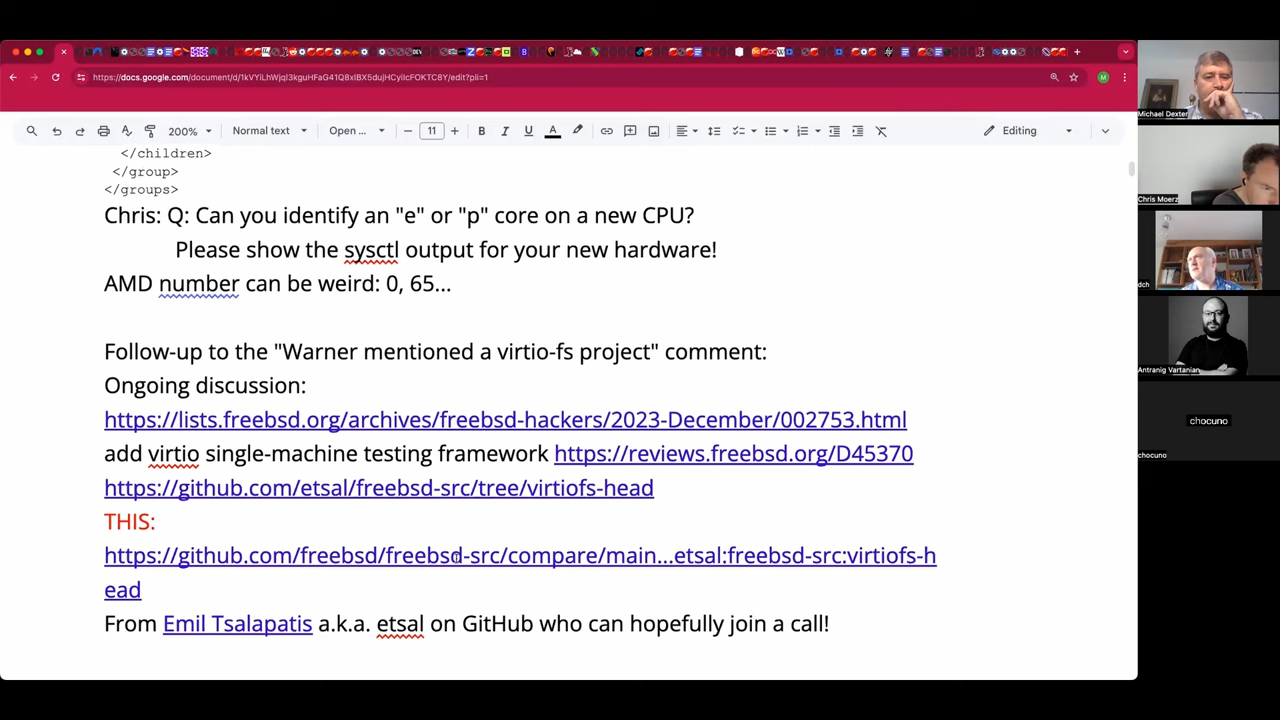 https://docs.google.com/document/d/1kVYiLhWjqI3kguHFaG41Q8xlBX5dujHCyiIcFOKTC8Y/edit?pli=1
200%
Normal text
Open ...
11
Editing
</children>
</group>
</groups>
Chris: Q: Can you identify an "e" or "p" core on a new CPU?
Please show the sysctl output for your new hardware!
AMD number can be weird: 0, 65...
Follow-up to the "Warner mentioned a virtio-fs project" comment:
Ongoing discussion:
https://lists.freebsd.org/archives/freebsd-hackers/2023-December/002753.html
add virtio single-machine testing framework https://reviews.freebsd.org/D45370
https://github.com/etsal/freebsd-src/tree/virtiofs-head
THIS:
https://github.com/freebsd/freebsd-src/compare/main...etsal:freebsd-src:virtiofs-h
ead
From Emil Tsalapatis a.k.a. etsal on GitHub who can hopefully join a call!
Michael Dexter
Chris Moerz
dch
Antranig Vartanian
chocuno
chocuno